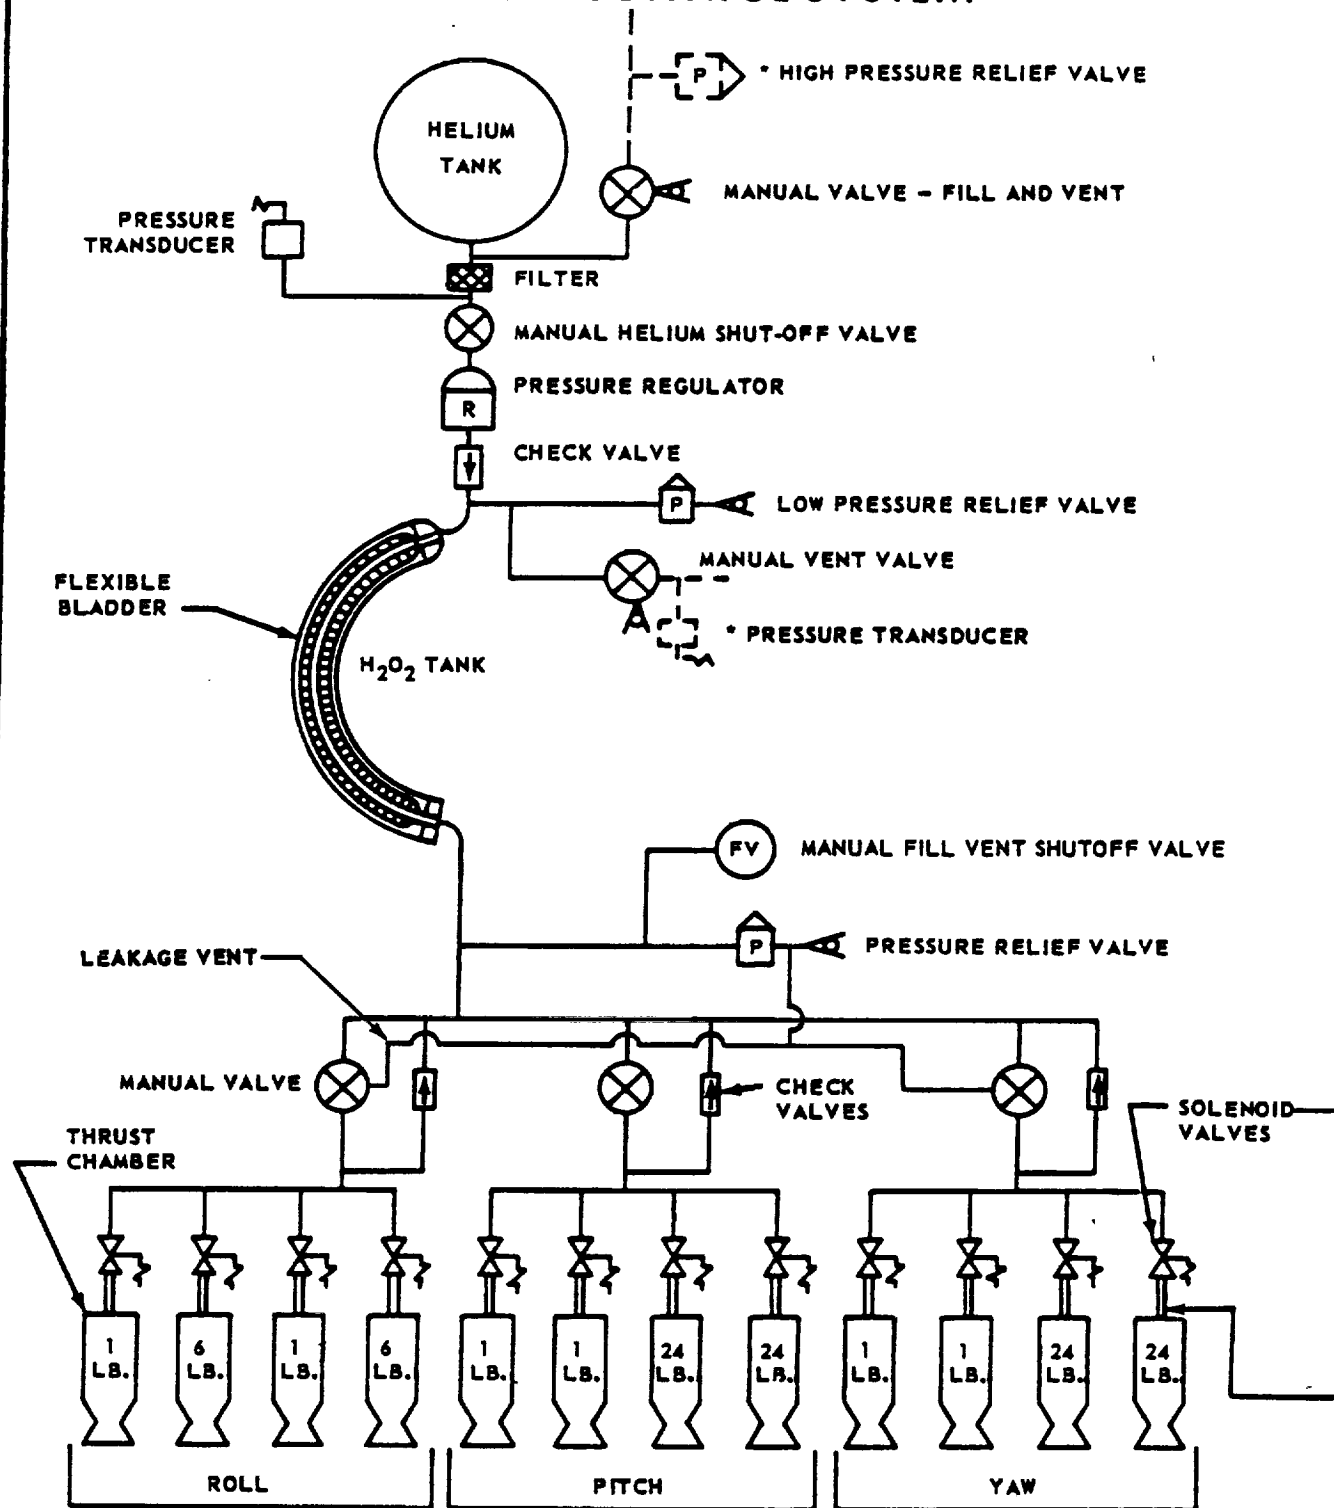 * HIGH PRESSURE RELIEF VALVE
P
HELIUM
TANK
MANUAL VALVE – FILL AND VENT
PRESSURE
TRANSDUCER
FILTER
MANUAL HELIUM SHUT-OFF VALVE
PRESSURE REGULATOR
R
CHECK VALVE
P
LOW PRESSURE RELIEF VALVE
MANUAL VENT VALVE
FLEXIBLE
BLADDER
* PRESSURE TRANSDUCER
H₂O₂ TANK
FV
MANUAL FILL VENT SHUTOFF VALVE
LEAKAGE VENT
P
PRESSURE RELIEF VALVE
MANUAL VALVE
CHECK
VALVES
SOLENOID
VALVES
THRUST
CHAMBER
1
LB.
6
LB.
1
LB.
6
LB.
1
LB.
1
LB.
24
LB.
24
LB.
1
LB.
1
LB.
24
LB.
24
LB.
ROLL
PITCH
YAW